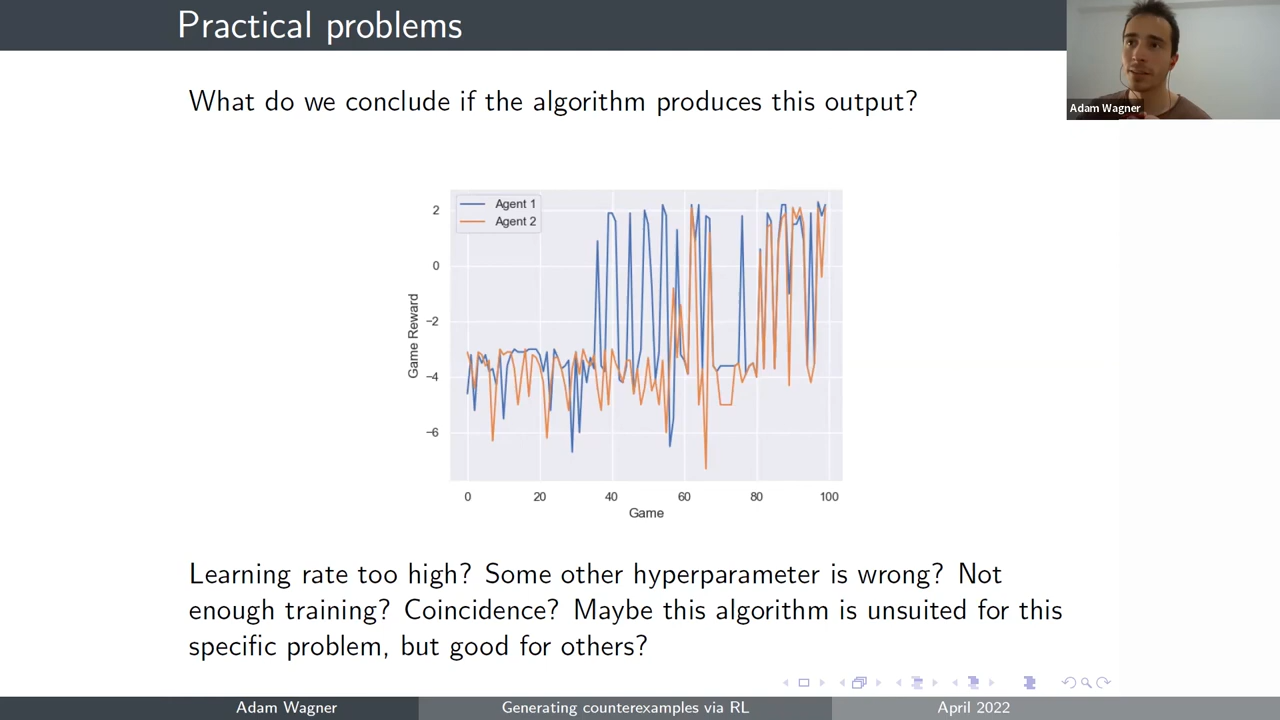 Practical problems
Adam Wagner
What do we conclude if the algorithm produces this output?
Agent 1
Agent 2
2
0
−2
−4
−6
Game Reward
0 20 40 60 80 100
Game
Learning rate too high? Some other hyperparameter is wrong? Not
enough training? Coincidence? Maybe this algorithm is unsuited for this
specific problem, but good for others?
Adam Wagner Generating counterexamples via RL April 2022